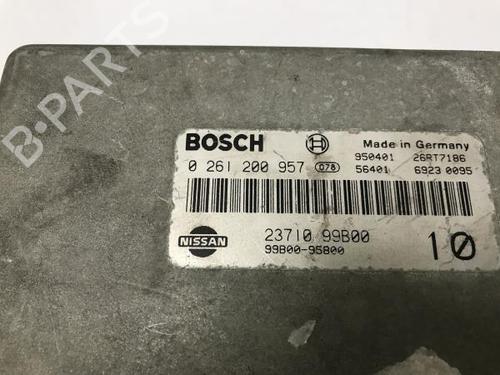 BOSCH Made in Germany
0 261 200 957 078 950401 26RT7186
56401 6923 0095
NISSAN 23710 99B00 10
99B00-95800
B-PARTS